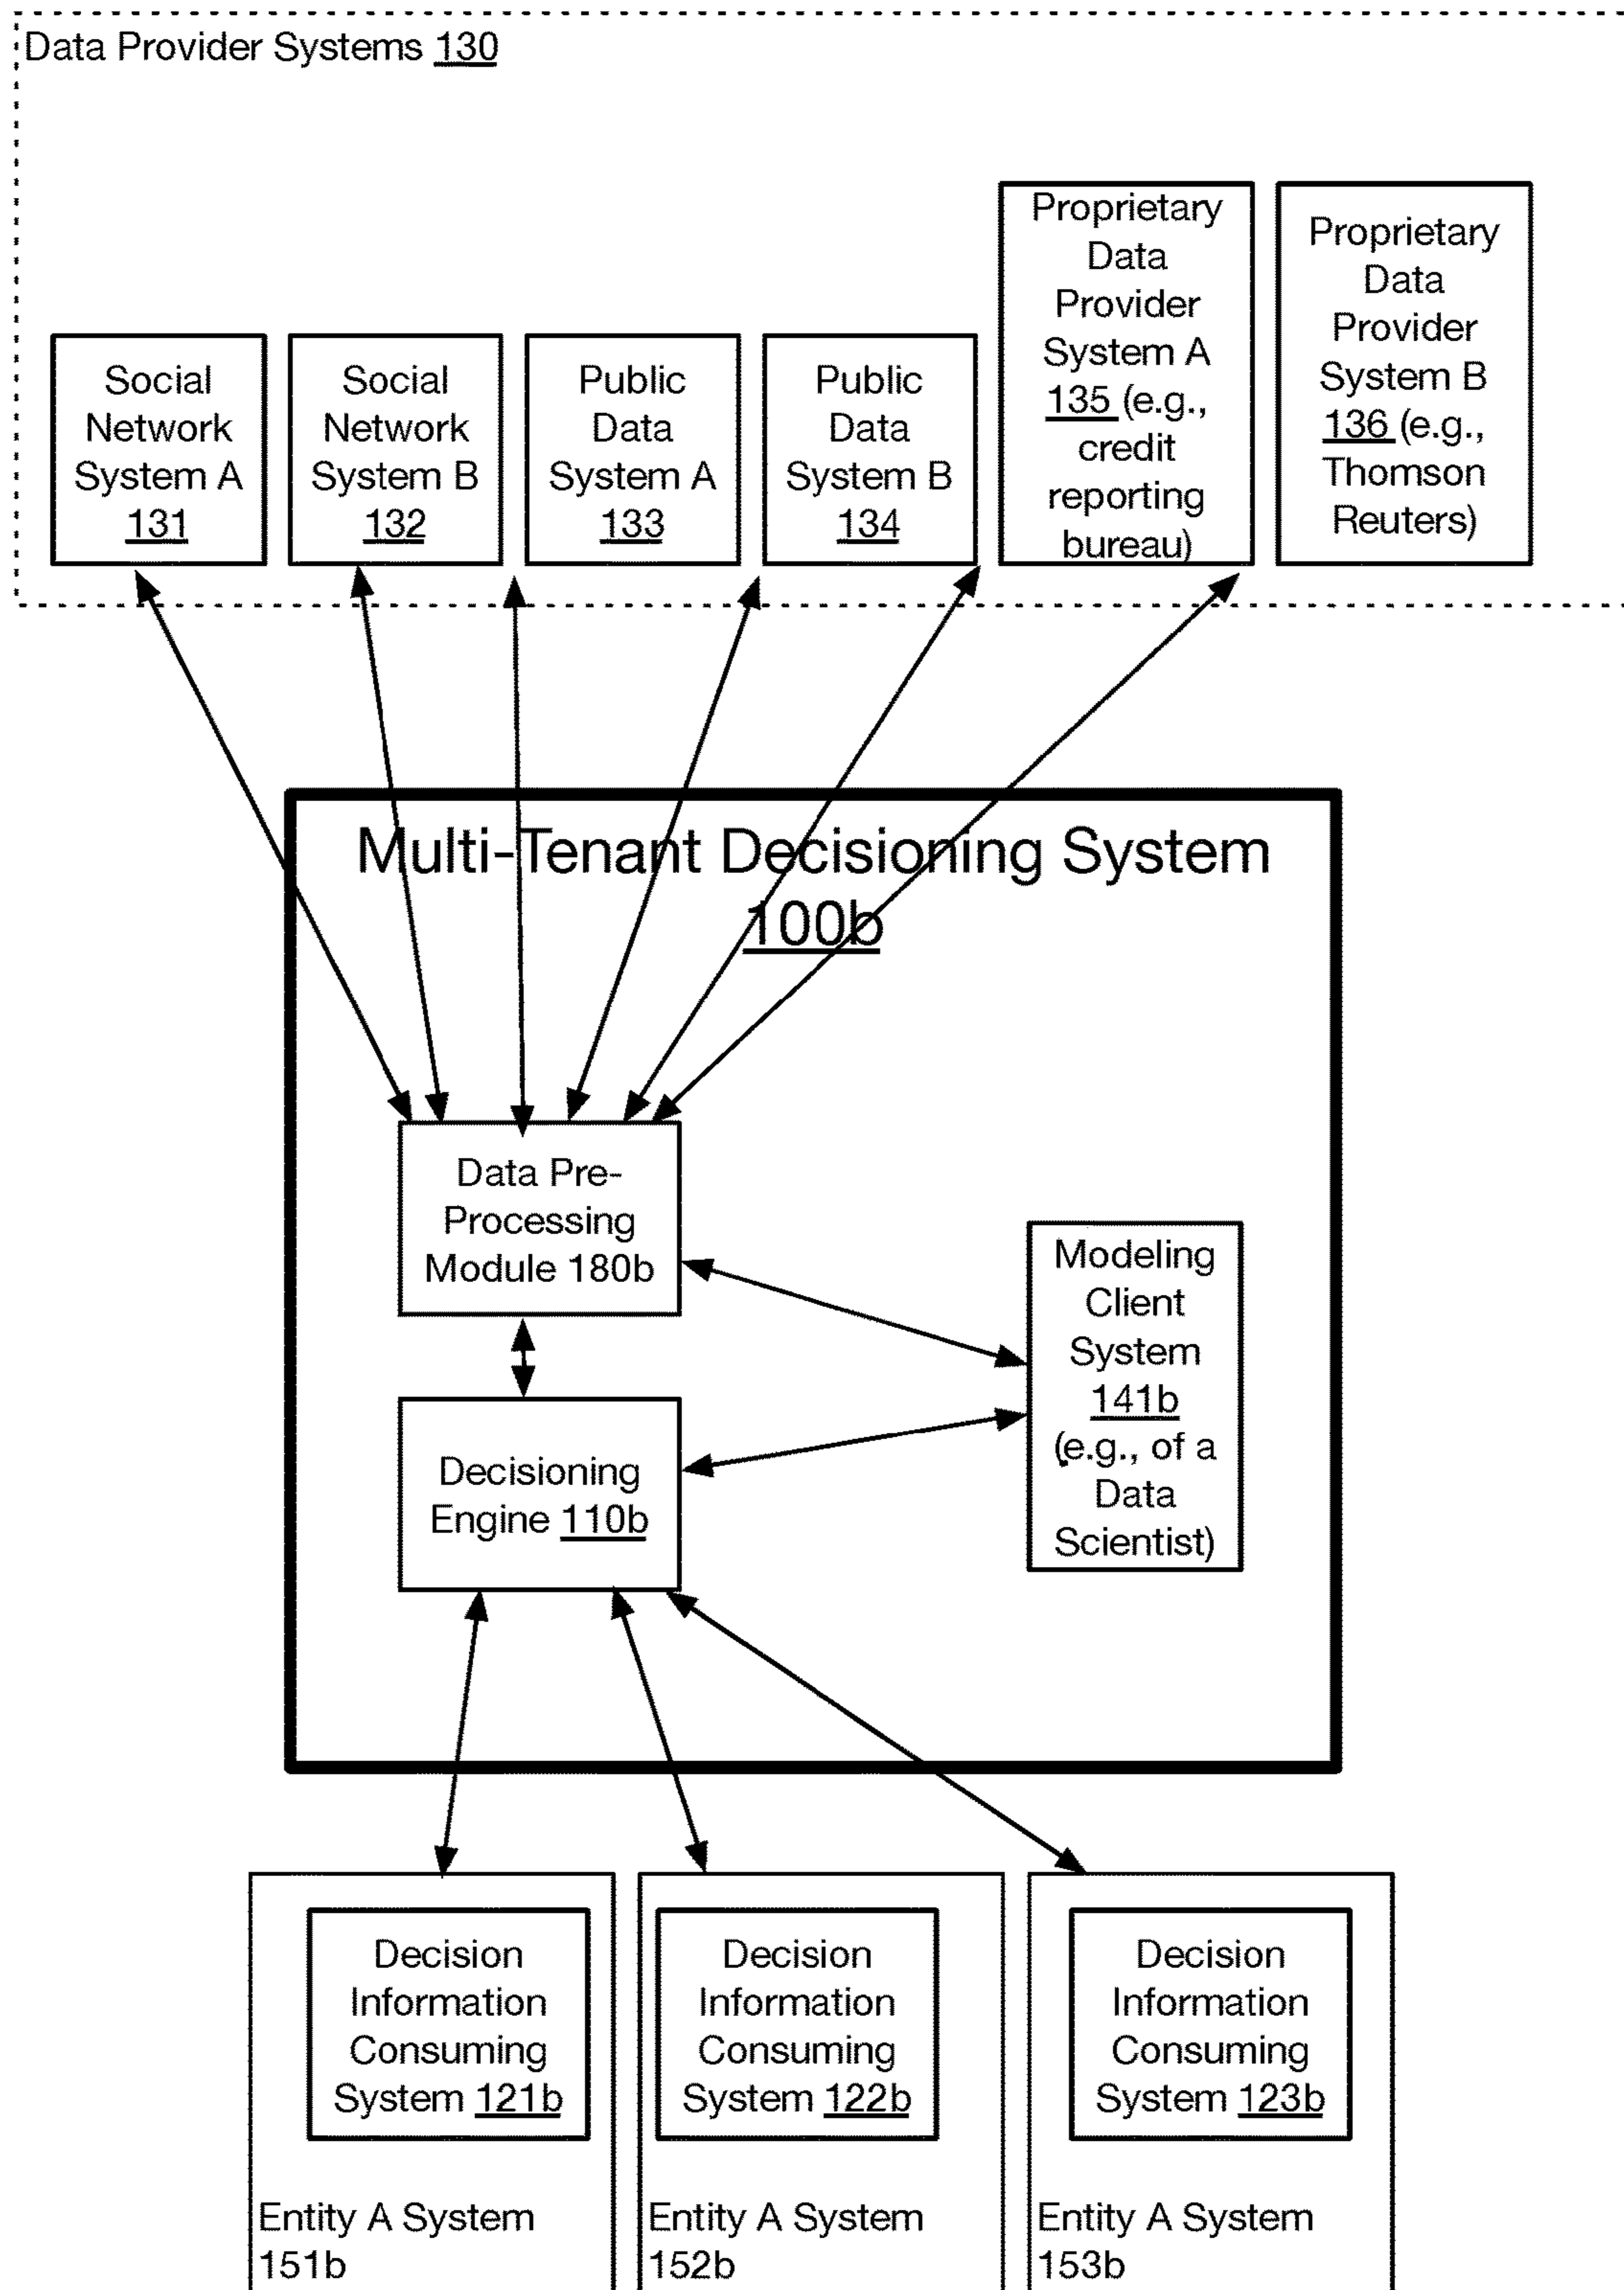 Data Provider Systems 130
Social
Network
System A
131
Social
Network
System B
132
Public
Data
System A
133
Public
Data
System B
134
Proprietary
Data
Provider
System A
135 (e.g.,
credit
reporting
bureau)
Proprietary
Data
Provider
System B
136 (e.g.,
Thomson
Reuters)
Multi-Tenant Decisioning System
100b
Data Pre-
Processing
Module 180b
Modeling
Client
System
141b
(e.g., of a
Data
Scientist)
Decisioning
Engine 110b
Decision
Information
Consuming
System 121b
Entity A System
151b
Decision
Information
Consuming
System 122b
Entity A System
152b
Decision
Information
Consuming
System 123b
Entity A System
153b